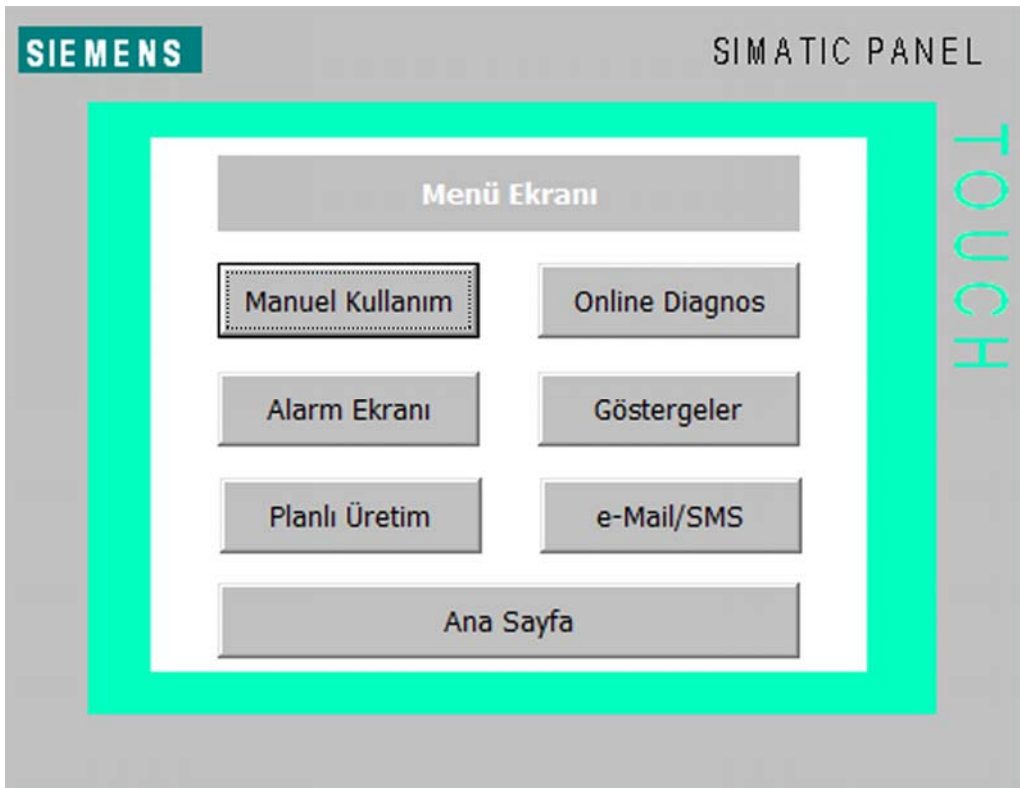 SIEMENS
SIMATIC PANEL
TOUCH
Menü Ekranı
Manuel Kullanım
Online Diagnos
Alarm Ekranı
Göstergeler
Planlı Üretim
e-Mail/SMS
Ana Sayfa